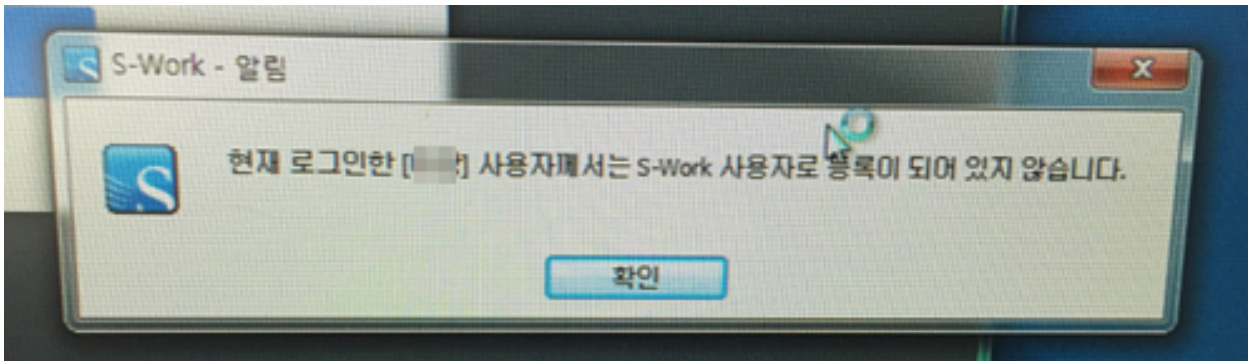 S-Work - 알림
현재 로그인한 [ ] 사용자께서는 S-Work 사용자로 등록이 되어 있지 않습니다.
확인